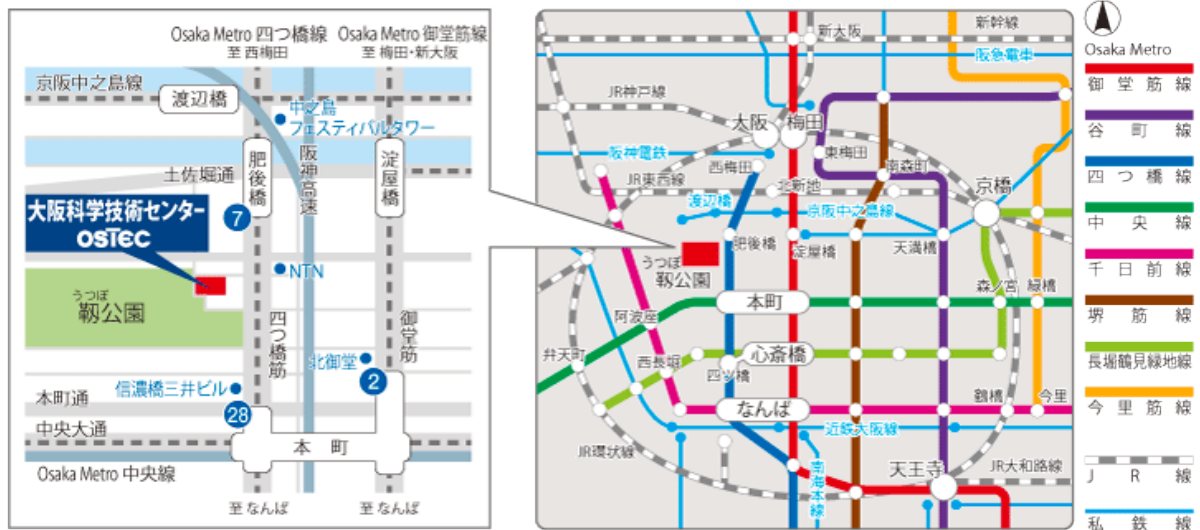 Osaka Metro 四つ橋線
至 西梅田
Osaka Metro 御堂筋線
至 梅田・新大阪
京阪中之島線
渡辺橋
中之島
フェスティバルタワー
肥後橋
阪神高速
淀屋橋
土佐堀通
大阪科学技術センター
OSTEC
7
NTN
うつぼ
靱公園
四つ橋筋
御堂筋
北御堂
2
信濃橋三井ビル
28
本町通
中央大通
本町
Osaka Metro 中央線
至 なんば
至 なんば
新大阪
新幹線
阪急電車
JR神戸線
大阪
梅田
東梅田
阪神電鉄
西梅田
南森町
JR東西線
北新地
京橋
渡辺橋
京阪中之島線
肥後橋
淀屋橋
天満橋
うつぼ
靱公園
森ノ宮
緑橋
本町
阿波座
弁天町
心斎橋
西長堀
四ツ橋
鶴橋
今里
なんば
近鉄大阪線
JR環状線
南海本線
天王寺
JR大和路線
Osaka Metro
御堂筋線
谷町線
四つ橋線
中央線
千日前線
堺筋線
長堀鶴見緑地線
今里筋線
JR線
私鉄線